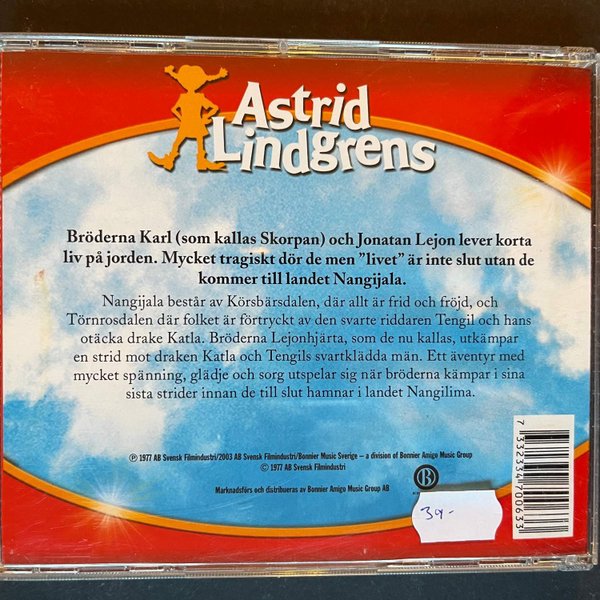 Astrid
Lindgrens
Bröderna Karl (som kallas Skorpan) och Jonatan Lejon lever korta
liv på jorden. Mycket tragiskt dör de men ”livet” är inte slut utan de
kommer till landet Nangijala.
Nangijala består av Körsbärsdalen, där allt är frid och fröjd, och
Törnrosdalen där folket är förtryckt av den svarte riddaren Tengil och hans
otäcka drake Katla. Bröderna Lejonhjärta, som de nu kallas, utkämpar
en strid mot draken Katla och Tengils svartklädda män. Ett äventyr med
mycket spänning, glädje och sorg utspelar sig när bröderna kämpar i sina
sista strider innan de till slut hamnar i landet Nangilima.
℗ 1977 AB Svensk Filmindustri/2003 AB Svensk Filmindustri/Bonnier Music Sverige – a division of Bonnier Amigo Music Group
© 1977 AB Svensk Filmindustri
Marknadsförs och distribueras av Bonnier Amigo Music Group AB
B
39:-
7 332334 700633